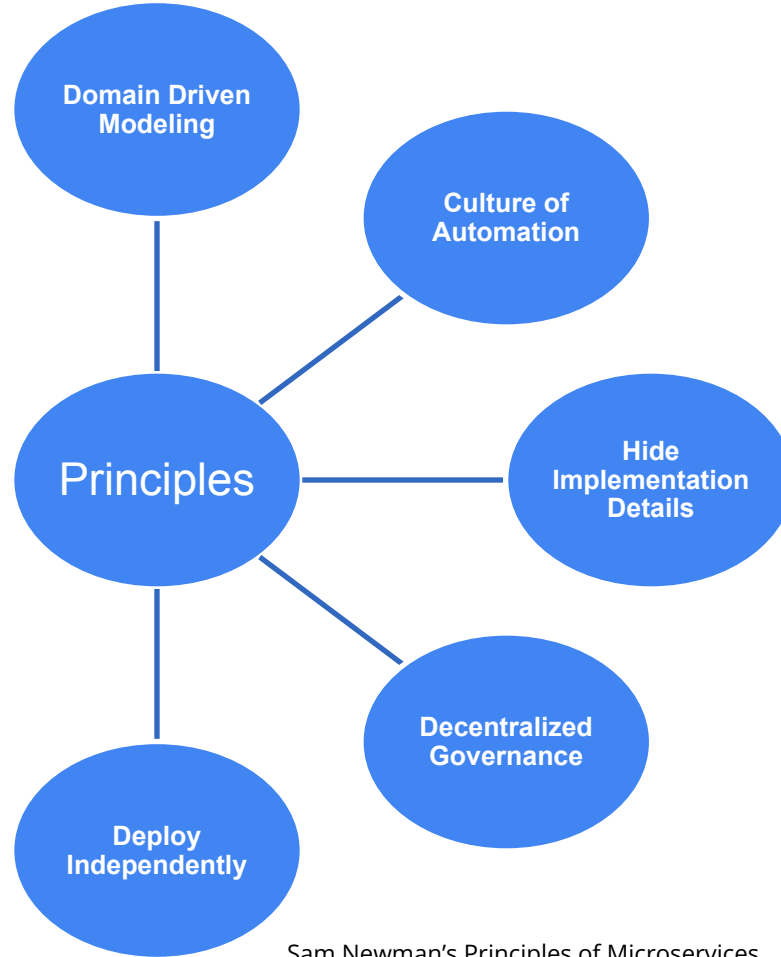 Domain Driven
Modeling
Culture of
Automation
Hide
Implementation
Details
Principles
Decentralized
Governance
Deploy
Independently
Sam Newman's Principles of Microservices